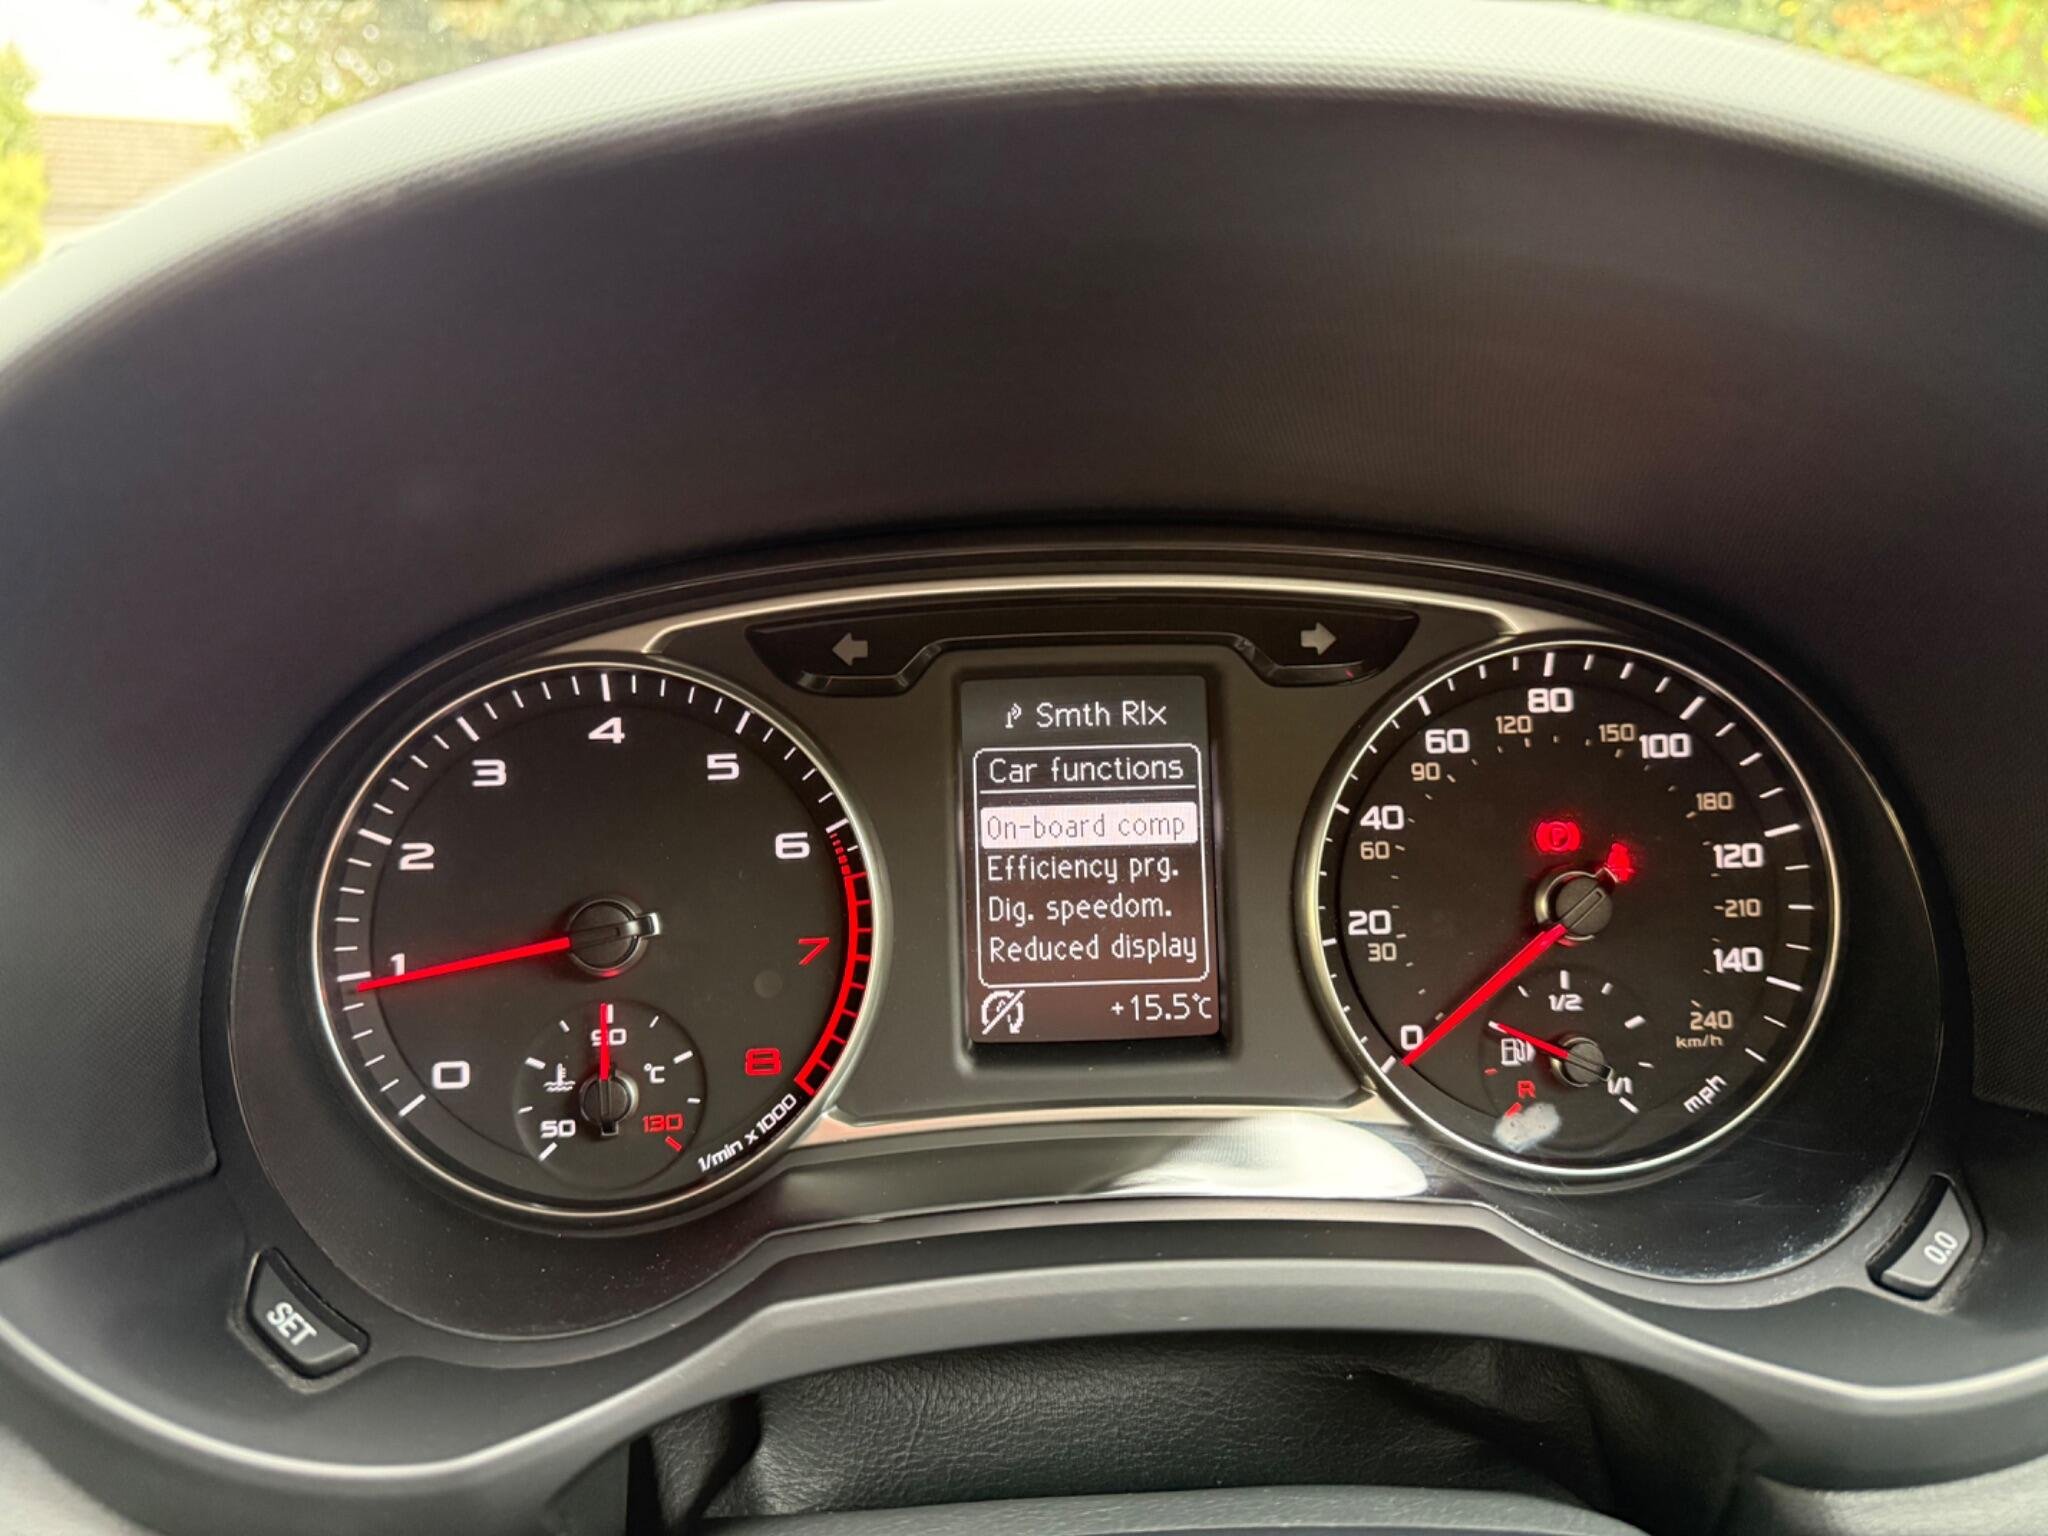 0
1
2
3
4
5
6
7
8
1/min x 1000
50
90
130
°C
Smth Rlx
Car functions
On-board comp
Efficiency prg.
Dig. speedom.
Reduced display
+15.5°C
0
20
40
60
80
100
120
140
mph
30
60
90
120
150
180
210
240
km/h
P
R
1/2
1/1
SET
0.0